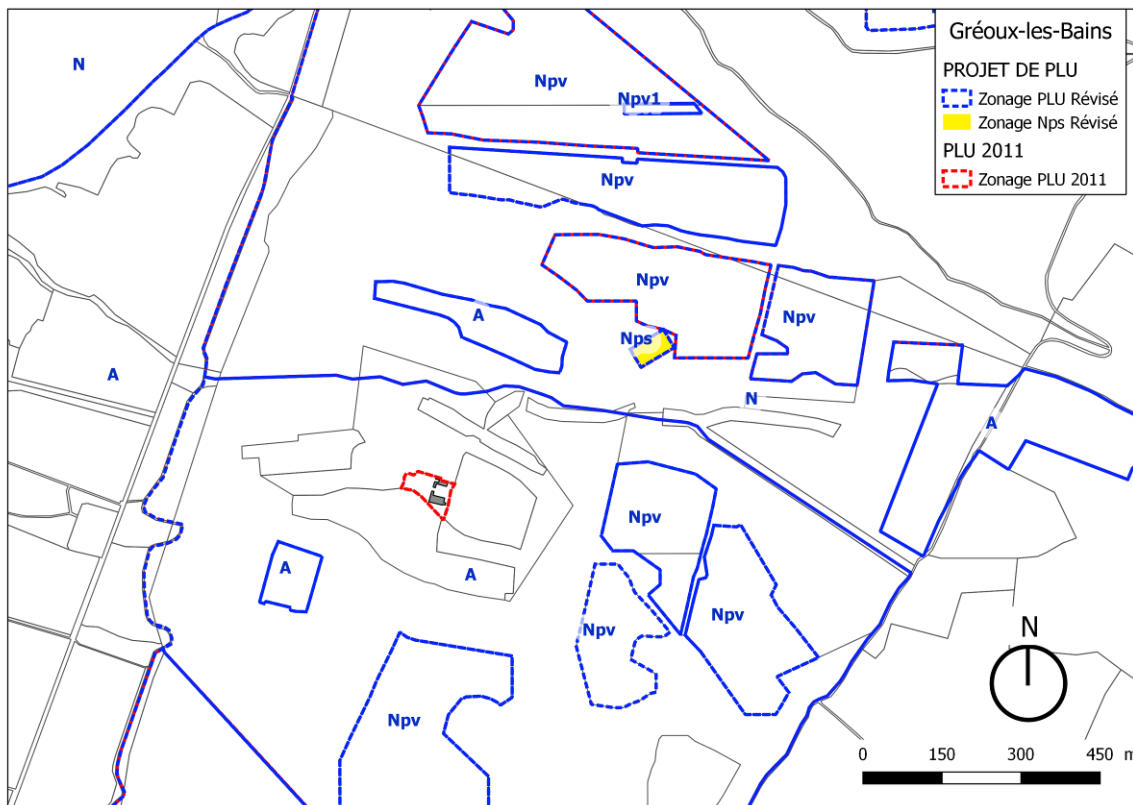 Gréoux-les-Bains
PROJET DE PLU
Zonage PLU Révisé
Zonage Nps Révisé
PLU 2011
Zonage PLU 2011
N
Npv
Npv1
Npv
Npv
Npv
A
Nps
A
N
A
Npv
A
A
Npv
Npv
Npv
N
0 150 300 450 m